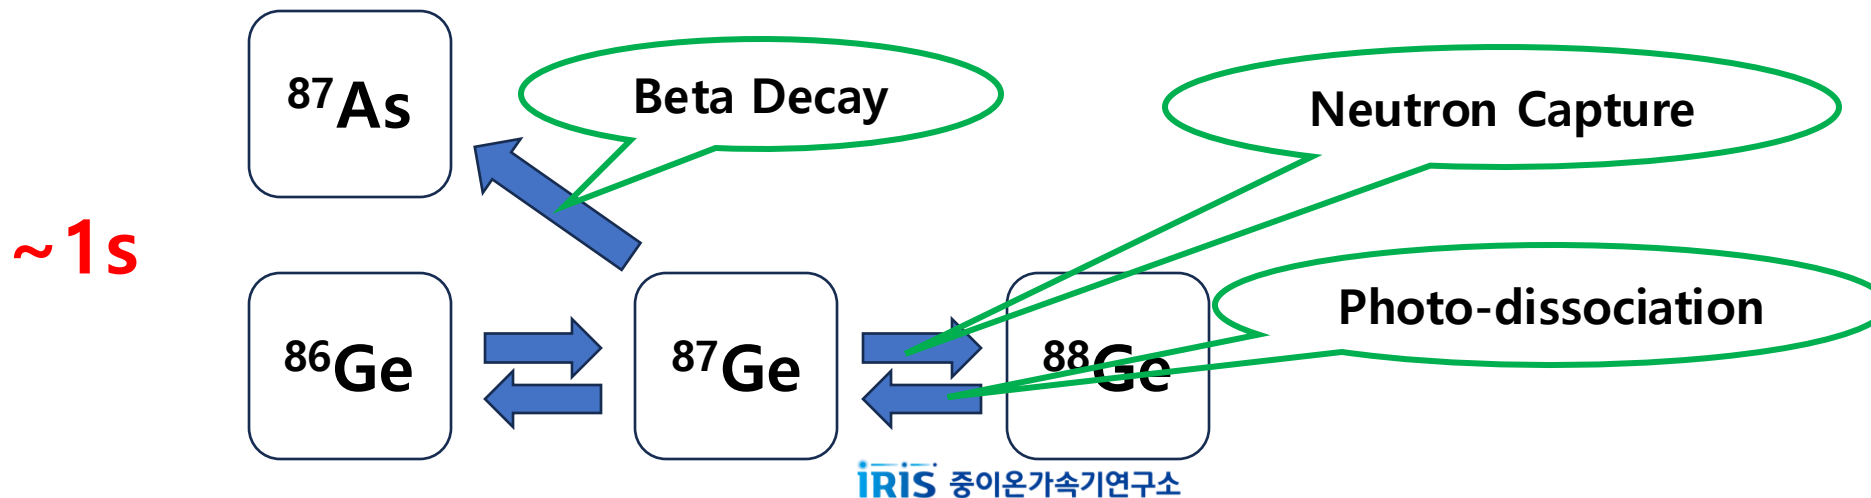 ⁸⁷As
Beta Decay
Neutron Capture
~1s
⁸⁶Ge
⁸⁷Ge
⁸⁸Ge
Photo-dissociation
iRiS 중이온가속기연구소